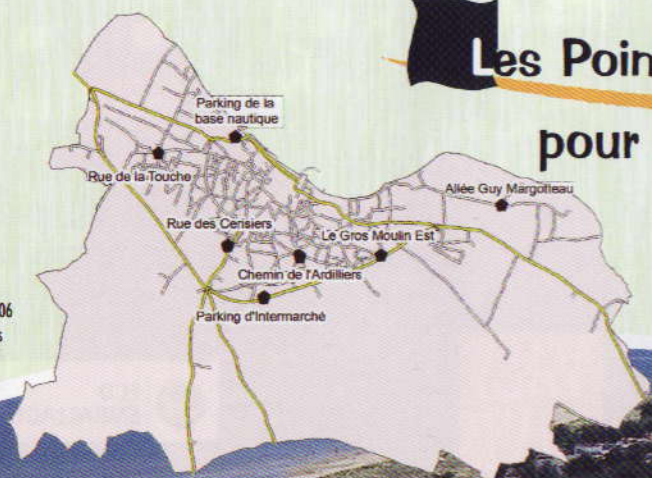 Les Poin
pour
Parking de la
base nautique
Rue de la Touche
Allée Guy Margotteau
Rue des Cerisiers
Le Gros Moulin Est
Chemin de l'Ardilliers
Parking d'Intermarché
06
s